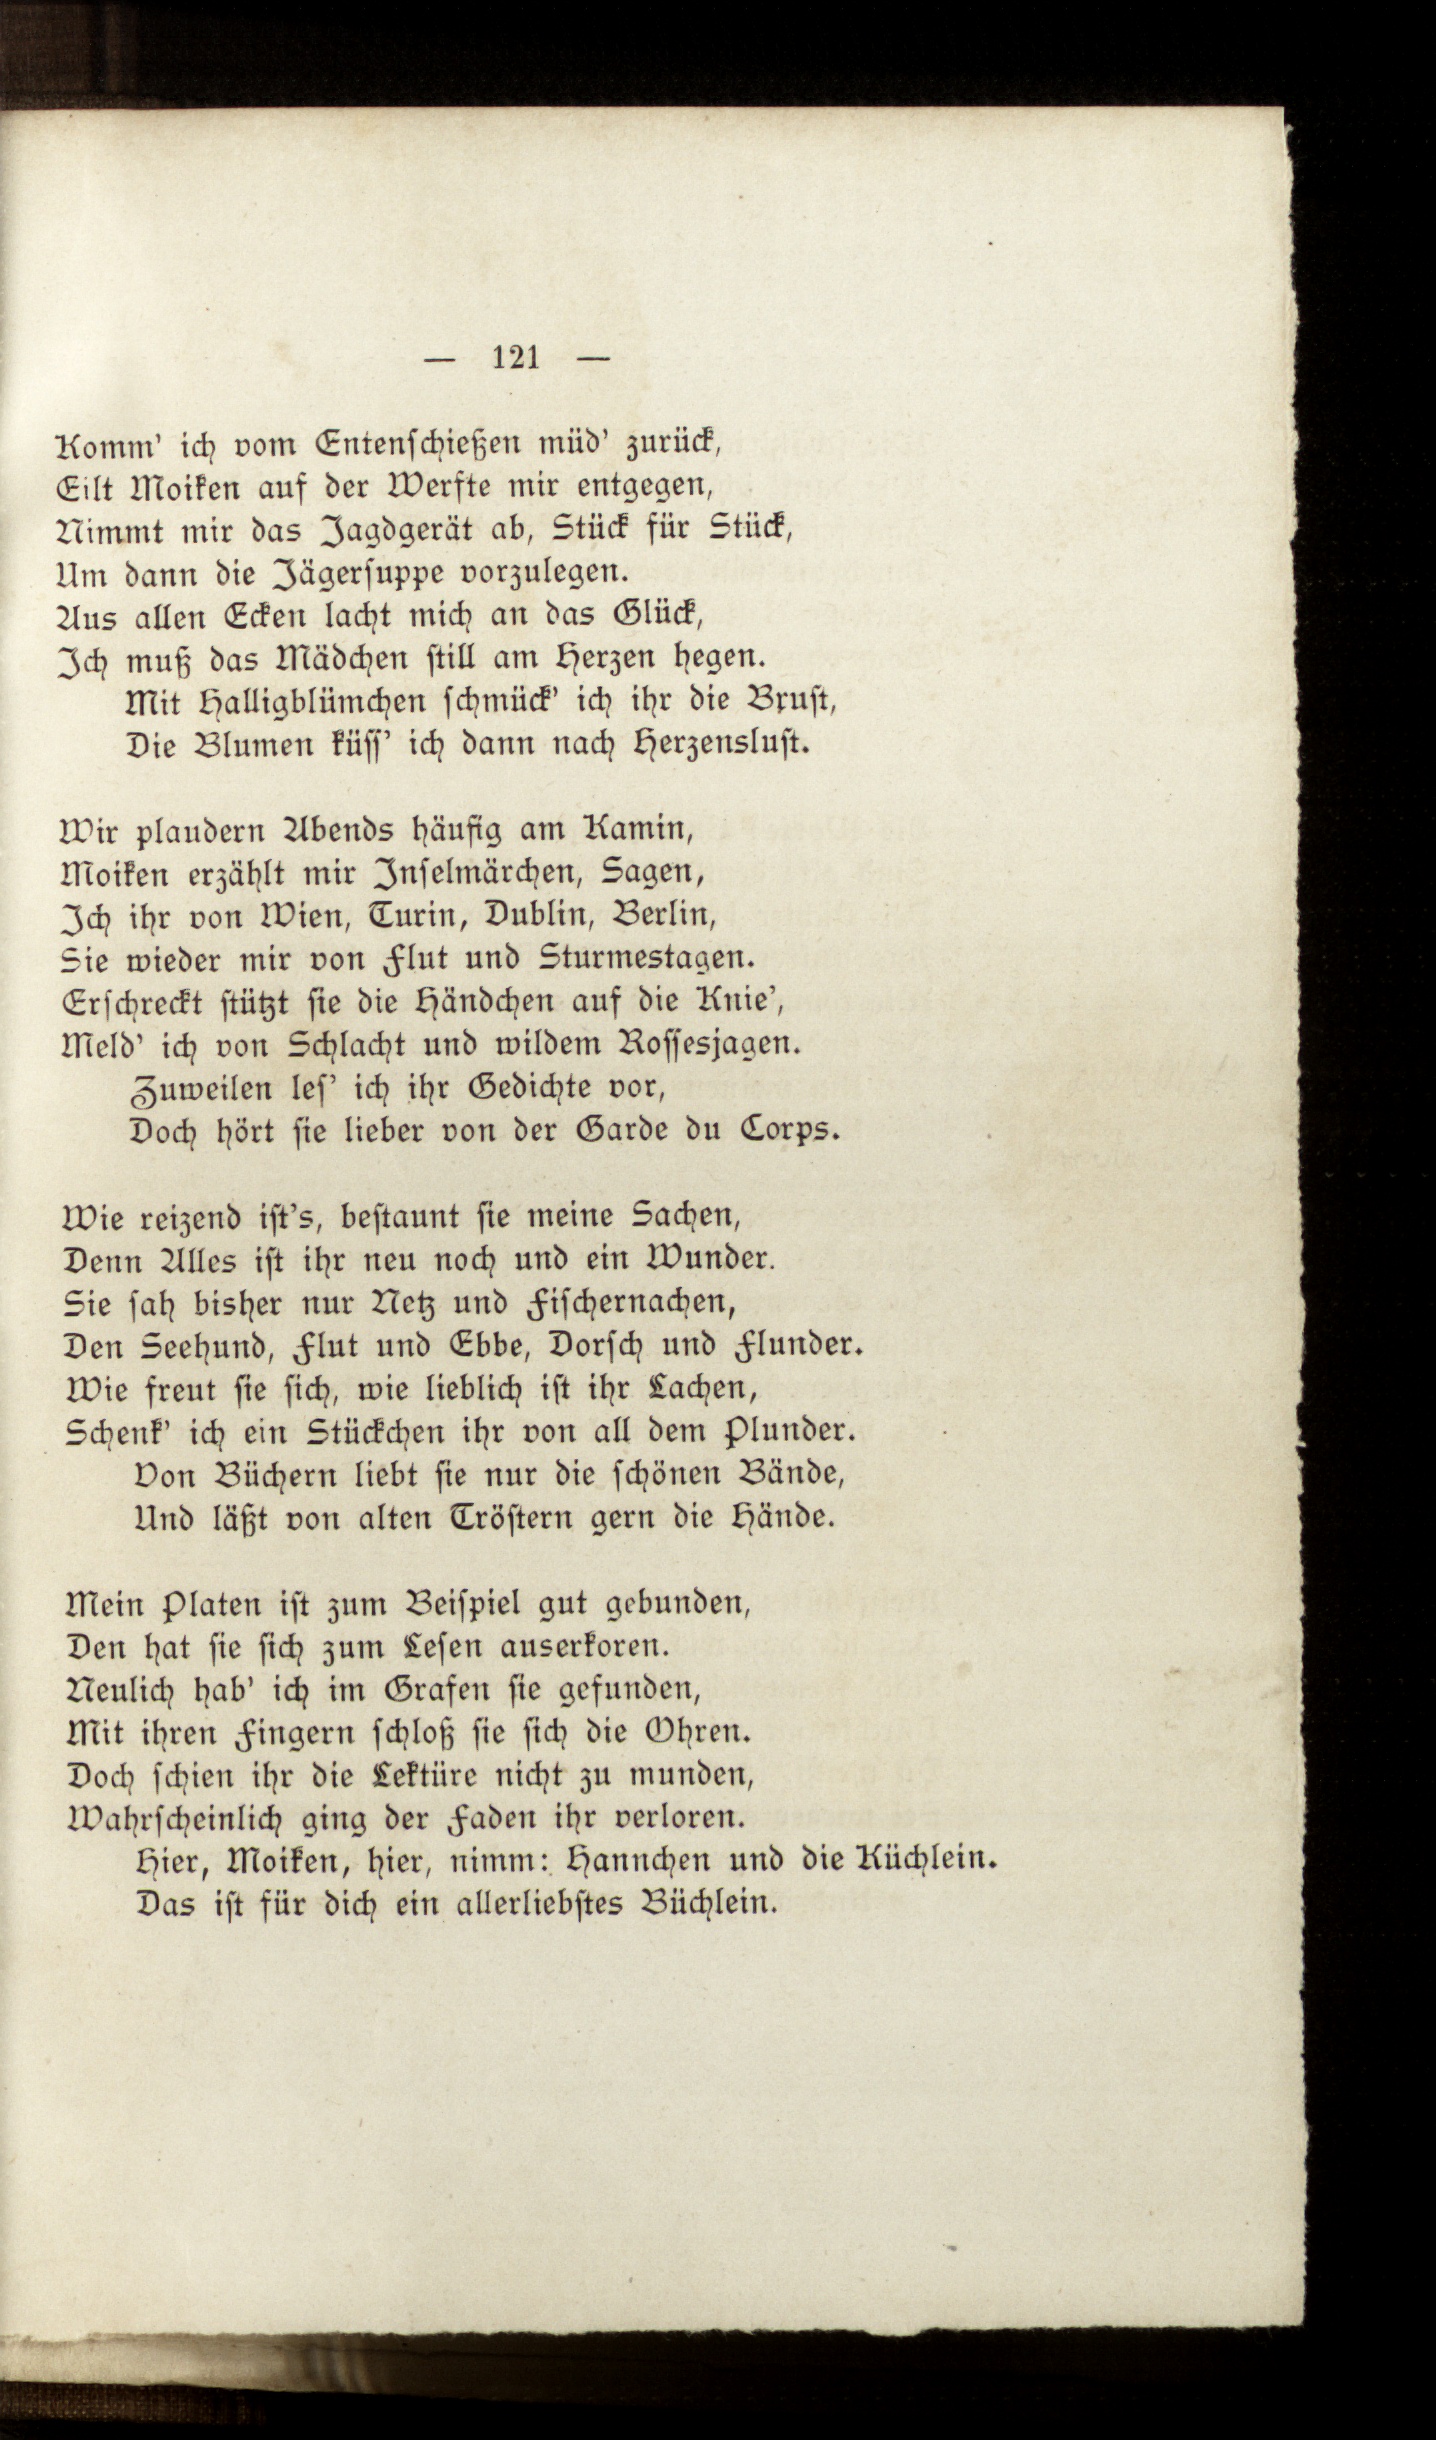 — 121 —
Komm' ich vom Entenschießen müd' zurück,
Eilt Moiken auf der Werfte mir entgegen,
Nimmt mir das Jagdgerät ab, Stück für Stück,
Um dann die Jägersuppe vorzulegen.
Aus allen Ecken lacht mich an das Glück,
Ich muß das Mädchen still am Herzen hegen.
Mit Halligblümchen schmück' ich ihr die Brust,
Die Blumen küss' ich dann nach Herzenslust.
Wir plaudern Abends häufig am Kamin,
Moiken erzählt mir Inselmärchen, Sagen,
Ich ihr von Wien, Turin, Dublin, Berlin,
Sie wieder mir von Flut und Sturmestagen.
Erschreckt stützt sie die Händchen auf die Knie',
Meld' ich von Schlacht und wildem Rossesjagen.
Zuweilen les' ich ihr Gedichte vor,
Doch hört sie lieber von der Garde du Corps.
Wie reizend ist's, bestaunt sie meine Sachen,
Denn Alles ist ihr neu noch und ein Wunder.
Sie sah bisher nur Netz und Fischernachen,
Den Seehund, Flut und Ebbe, Dorsch und Flunder.
Wie freut sie sich, wie lieblich ist ihr Lachen,
Schenk' ich ein Stückchen ihr von all dem Plunder.
Von Büchern liebt sie nur die schönen Bände,
Und läßt von alten Tröstern gern die Hände.
Mein Platen ist zum Beispiel gut gebunden,
Den hat sie sich zum Lesen auserkoren.
Neulich hab' ich im Grafen sie gefunden,
Mit ihren Fingern schloß sie sich die Ohren.
Doch schien ihr die Lektüre nicht zu munden,
Wahrscheinlich ging der Faden ihr verloren.
Hier, Moiken, hier, nimm: Hannchen und die Küchlein.
Das ist für dich ein allerliebstes Büchlein.